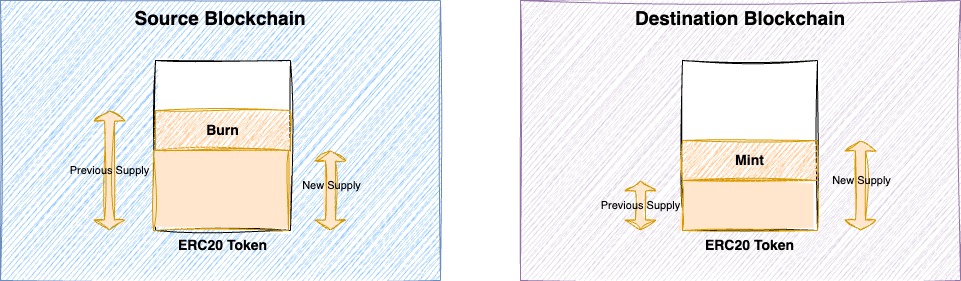 Source Blockchain
Burn
Previous Supply
New Supply
ERC20 Token
Destination Blockchain
Mint
New Supply
Previous Supply
ERC20 Token